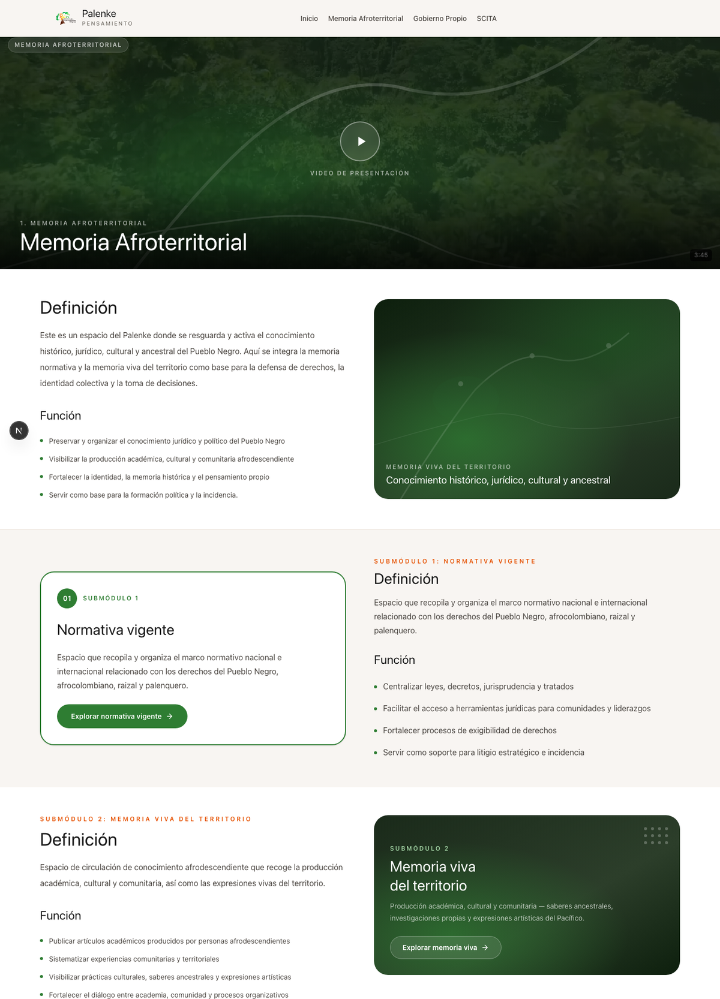 Palenke
PENSAMIENTO
Inicio Memoria Afroterritorial Gobierno Propio SCITA
MEMORIA AFROTERRITORIAL
VIDEO DE PRESENTACIÓN
1. MEMORIA AFROTERRITORIAL
Memoria Afroterritorial
3:45
Definición
Este es un espacio del Palenke donde se resguarda y activa el conocimiento
histórico, jurídico, cultural y ancestral del Pueblo Negro. Aquí se integra la memoria
normativa y la memoria viva del territorio como base para la defensa de derechos, la
identidad colectiva y la toma de decisiones.
Función
Preservar y organizar el conocimiento jurídico y político del Pueblo Negro
Visibilizar la producción académica, cultural y comunitaria afrodescendiente
Fortalecer la identidad, la memoria histórica y el pensamiento propio
Servir como base para la formación política y la incidencia.
N
MEMORIA VIVA DEL TERRITORIO
Conocimiento histórico, jurídico, cultural y ancestral
01 SUBMÓDULO 1
Normativa vigente
Espacio que recopila y organiza el marco normativo nacional e
internacional relacionado con los derechos del Pueblo Negro,
afrocolombiano, raizal y palenquero.
Explorar normativa vigente →
SUBMÓDULO 1: NORMATIVA VIGENTE
Definición
Espacio que recopila y organiza el marco normativo nacional e internacional
relacionado con los derechos del Pueblo Negro, afrocolombiano, raizal y
palenquero.
Función
Centralizar leyes, decretos, jurisprudencia y tratados
Facilitar el acceso a herramientas jurídicas para comunidades y liderazgos
Fortalecer procesos de exigibilidad de derechos
Servir como soporte para litigio estratégico e incidencia
SUBMÓDULO 2: MEMORIA VIVA DEL TERRITORIO
Definición
Espacio de circulación de conocimiento afrodescendiente que recoge la producción
académica, cultural y comunitaria, así como las expresiones vivas del territorio.
Función
Publicar artículos académicos producidos por personas afrodescendientes
Sistematizar experiencias comunitarias y territoriales
Visibilizar prácticas culturales, saberes ancestrales y expresiones artísticas
Fortalecer el diálogo entre academia, comunidad y procesos organizativos
SUBMÓDULO 2
Memoria viva
del territorio
Producción académica, cultural y comunitaria — saberes ancestrales,
investigaciones propias y expresiones artísticas del Pacífico.
Explorar memoria viva →